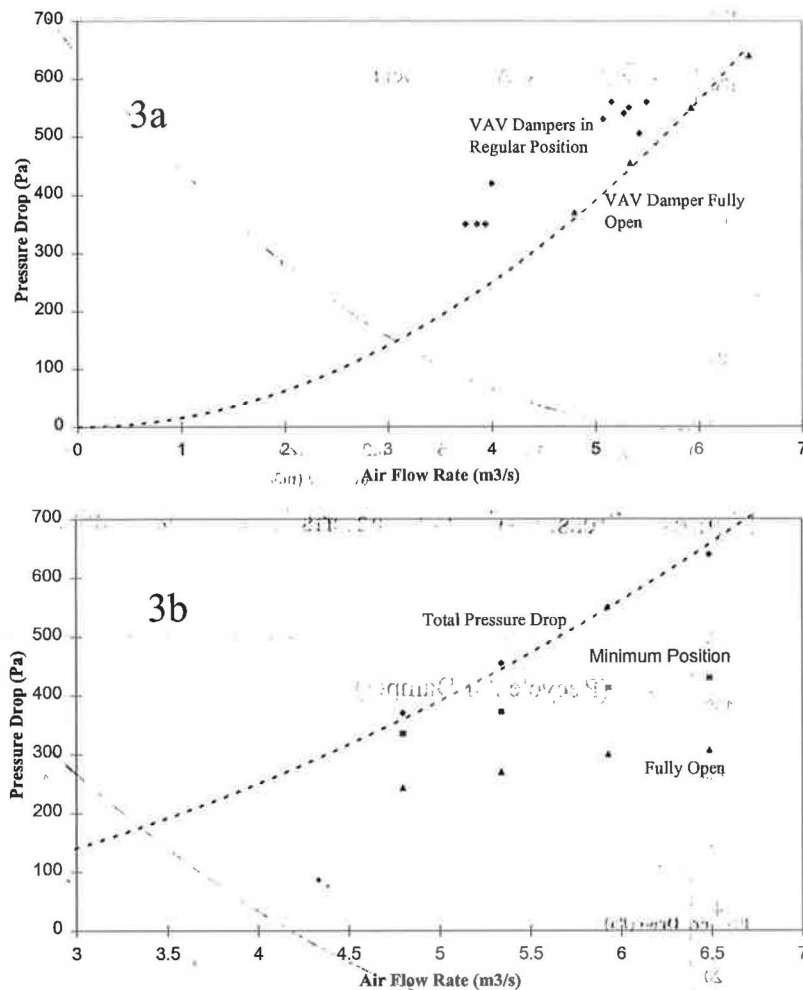 700
600
500
400
300
200
100
0
Pressure Drop (Pa)
3a
VAV Dampers in
Regular Position
VAV Damper Fully
Open
0 1 2 3 4 5 6 7
Air Flow Rate (m3/s)
700
600
500
400
300
200
100
0
Pressure Drop (Pa)
3b
Total Pressure Drop
Minimum Position
Fully Open
3 3.5 4 4.5 5 5.5 6 6.5 7
Air Flow Rate (m3/s)